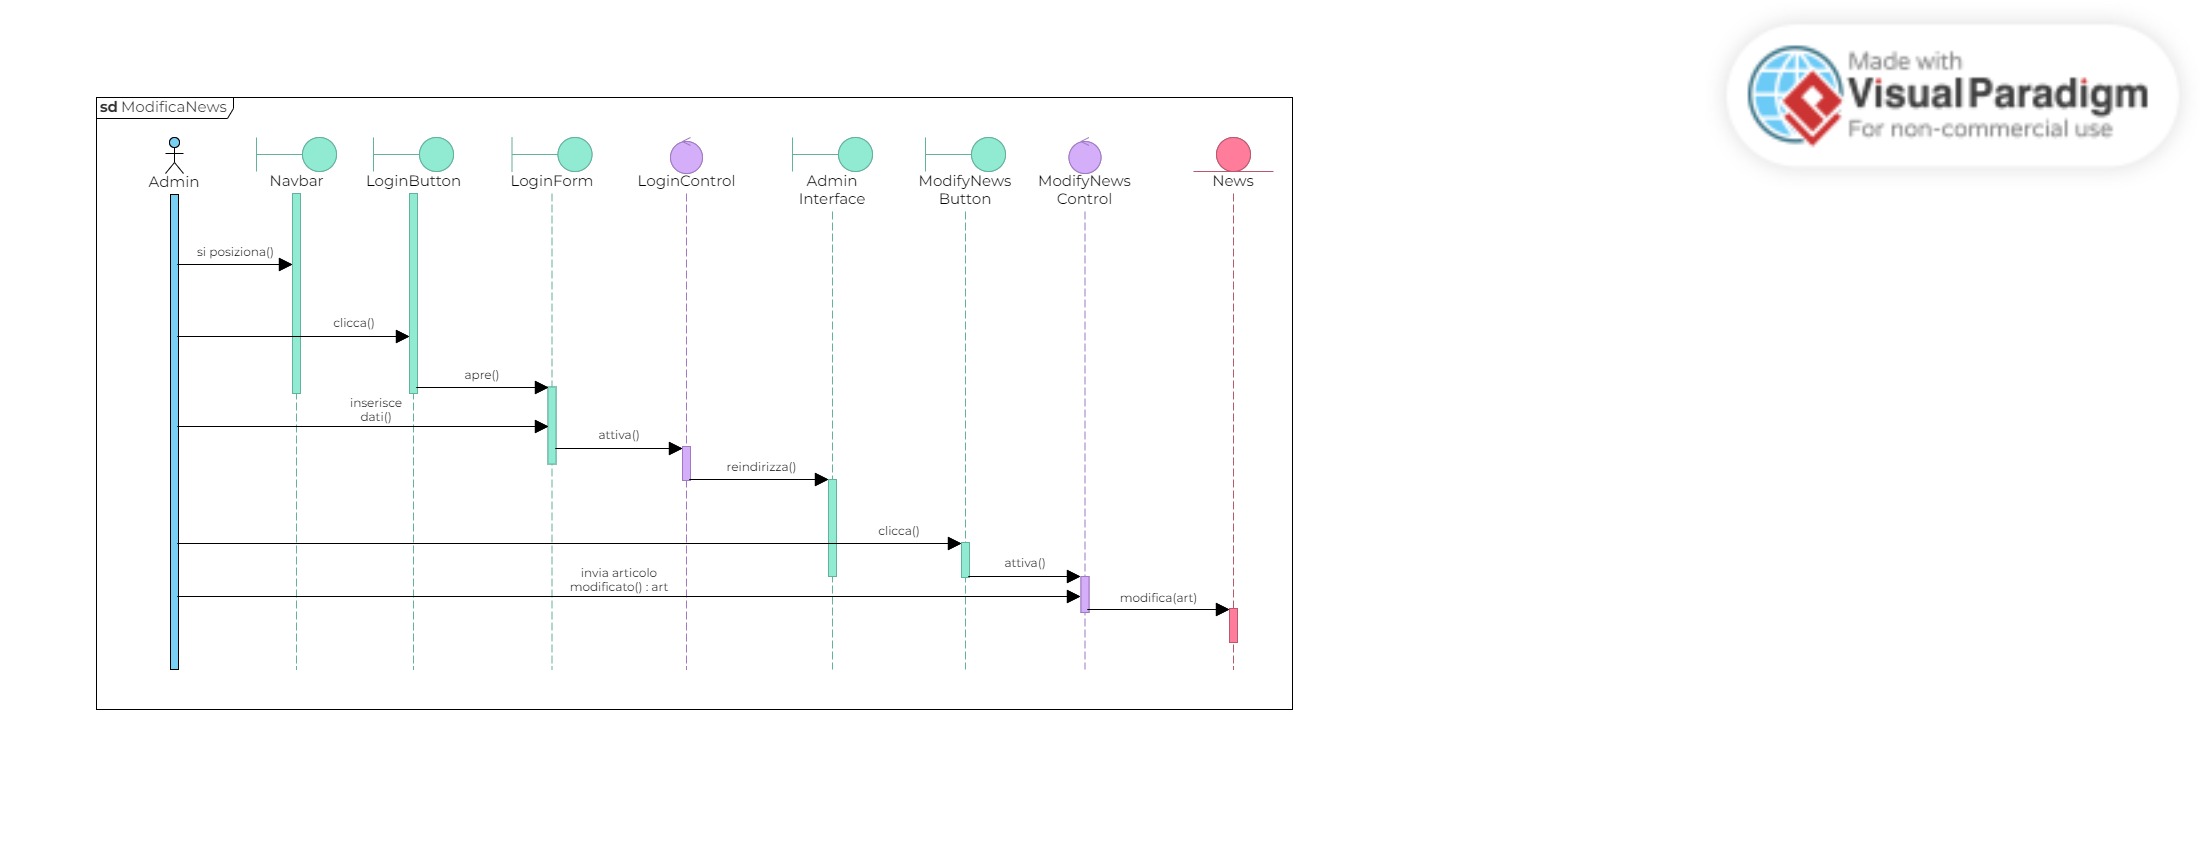 Made with
Visual Paradigm
For non-commercial use
sd ModificaNews
Admin
Navbar
LoginButton
LoginForm
LoginControl
Admin
Interface
ModifyNews
Button
ModifyNews
Control
News
si posiziona()
clicca()
apre()
inserisce
dati()
attiva()
reindirizza()
clicca()
attiva()
invia articolo
modificato() : art
modifica(art)